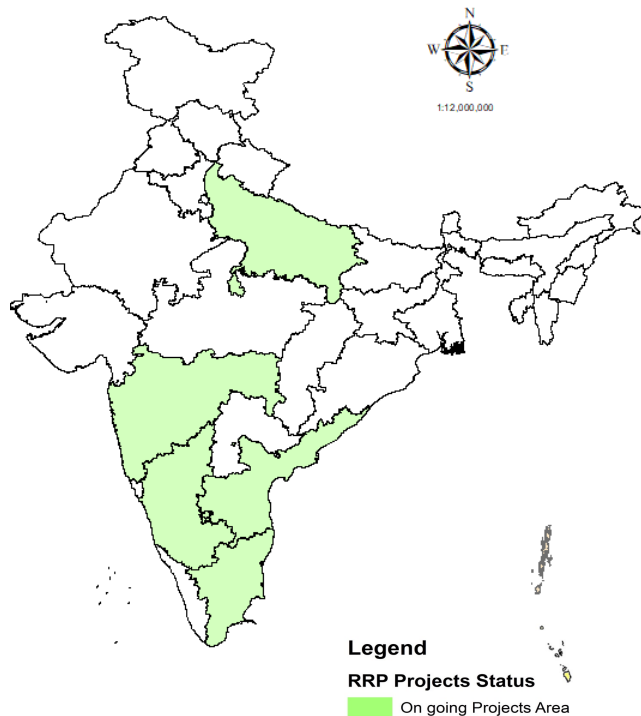 N
W E
S
1:12,000,000
Legend
RRP Projects Status
On going Projects Area